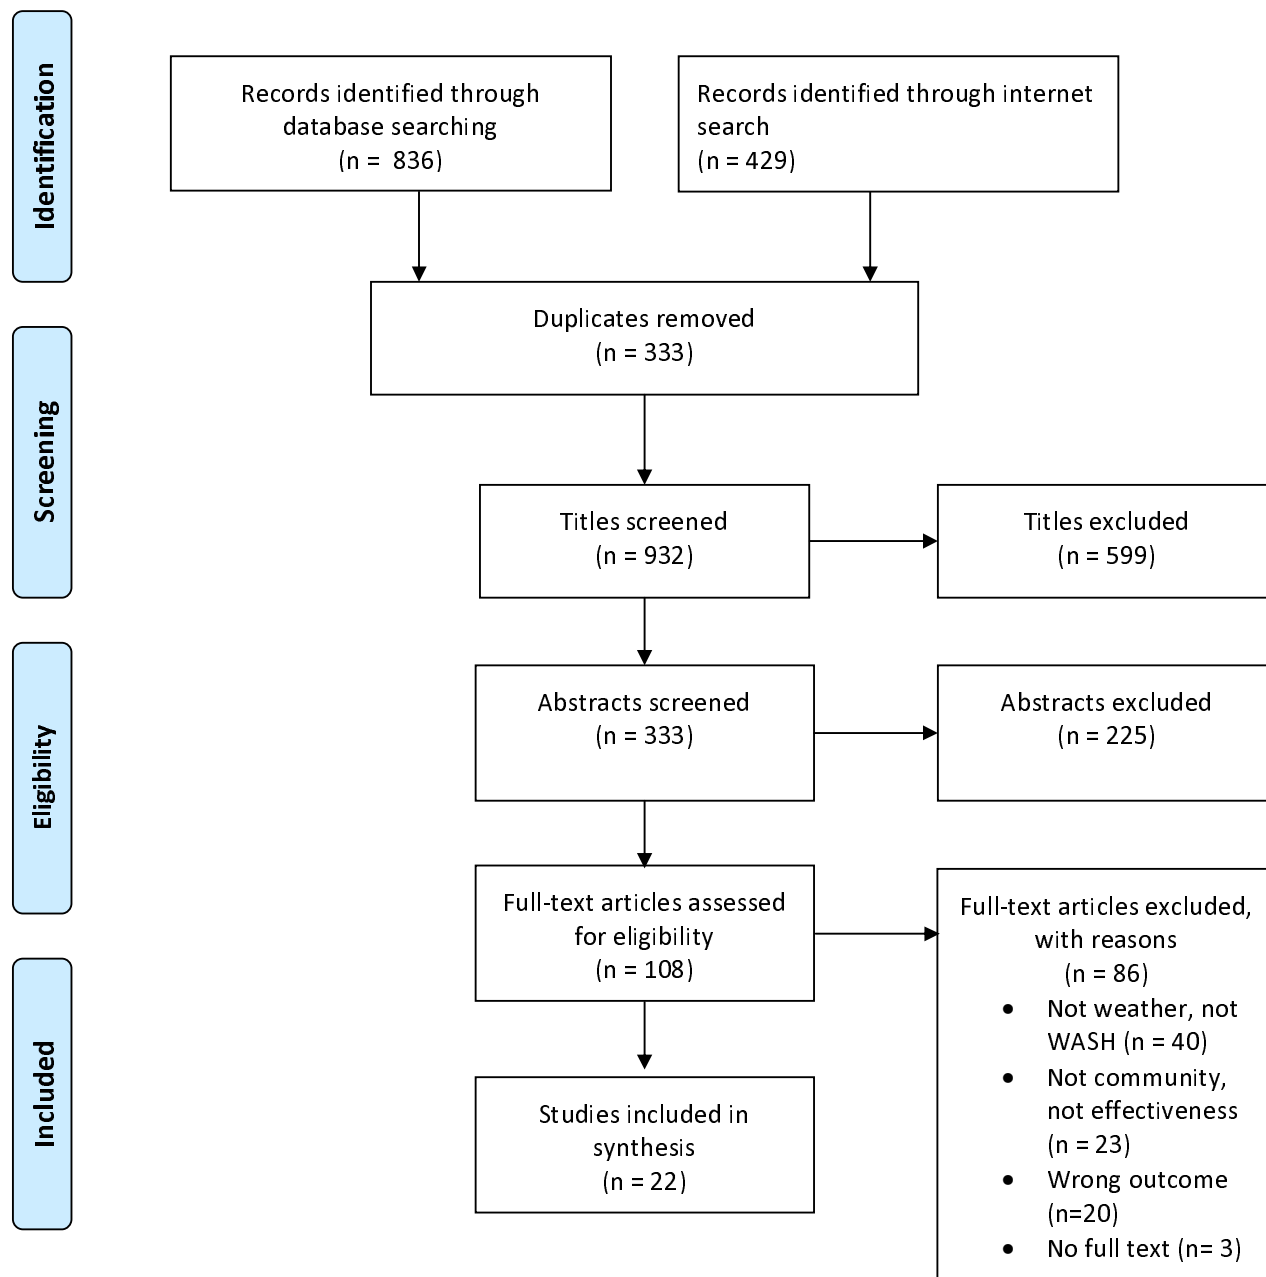 Identification
Records identified through
database searching
(n = 836)
Records identified through internet
search
(n = 429)
Duplicates removed
(n = 333)
Screening
Titles screened
(n = 932)
Titles excluded
(n = 599)
Eligibility
Abstracts screened
(n = 333)
Abstracts excluded
(n = 225)
Full-text articles assessed
for eligibility
(n = 108)
Full-text articles excluded,
with reasons
(n = 86)
• Not weather, not
WASH (n = 40)
• Not community,
not effectiveness
(n = 23)
• Wrong outcome
(n=20)
• No full text (n= 3)
Included
Studies included in
synthesis
(n = 22)